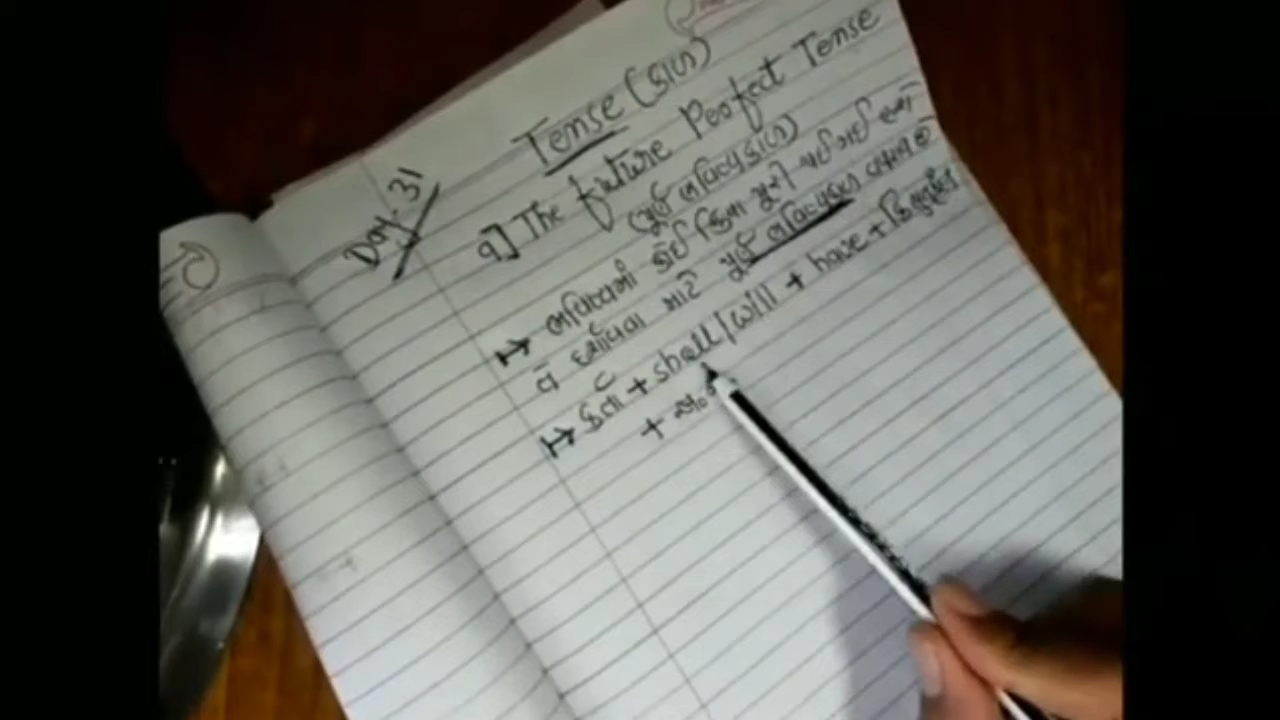 Day. 31
Tense (કાળ)
9] The future Perfect Tense
(પૂર્ણ ભવિષ્યકાળ)
→ ભવિષ્યમાં કોઈ ક્રિયા પૂર્ણ થઈ ગઈ હશે
તે દર્શાવવા માટે પૂર્ણ ભવિષ્યકાળ વપરાય છે
→ કર્તા + shall / will + have +
+